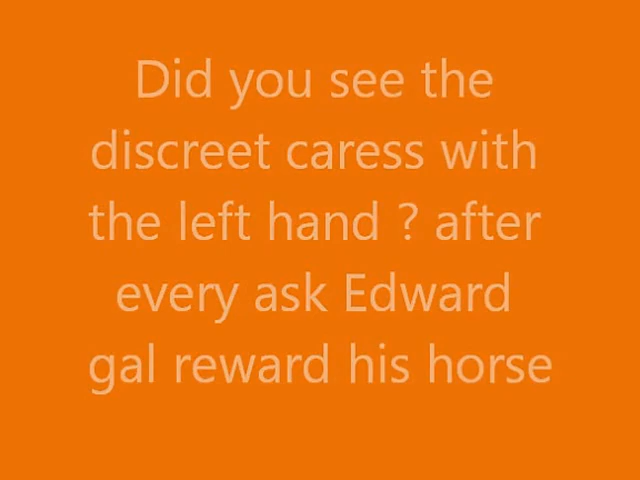 Did you see the
discreet caress with
the left hand ? after
every ask Edward
gal reward his horse